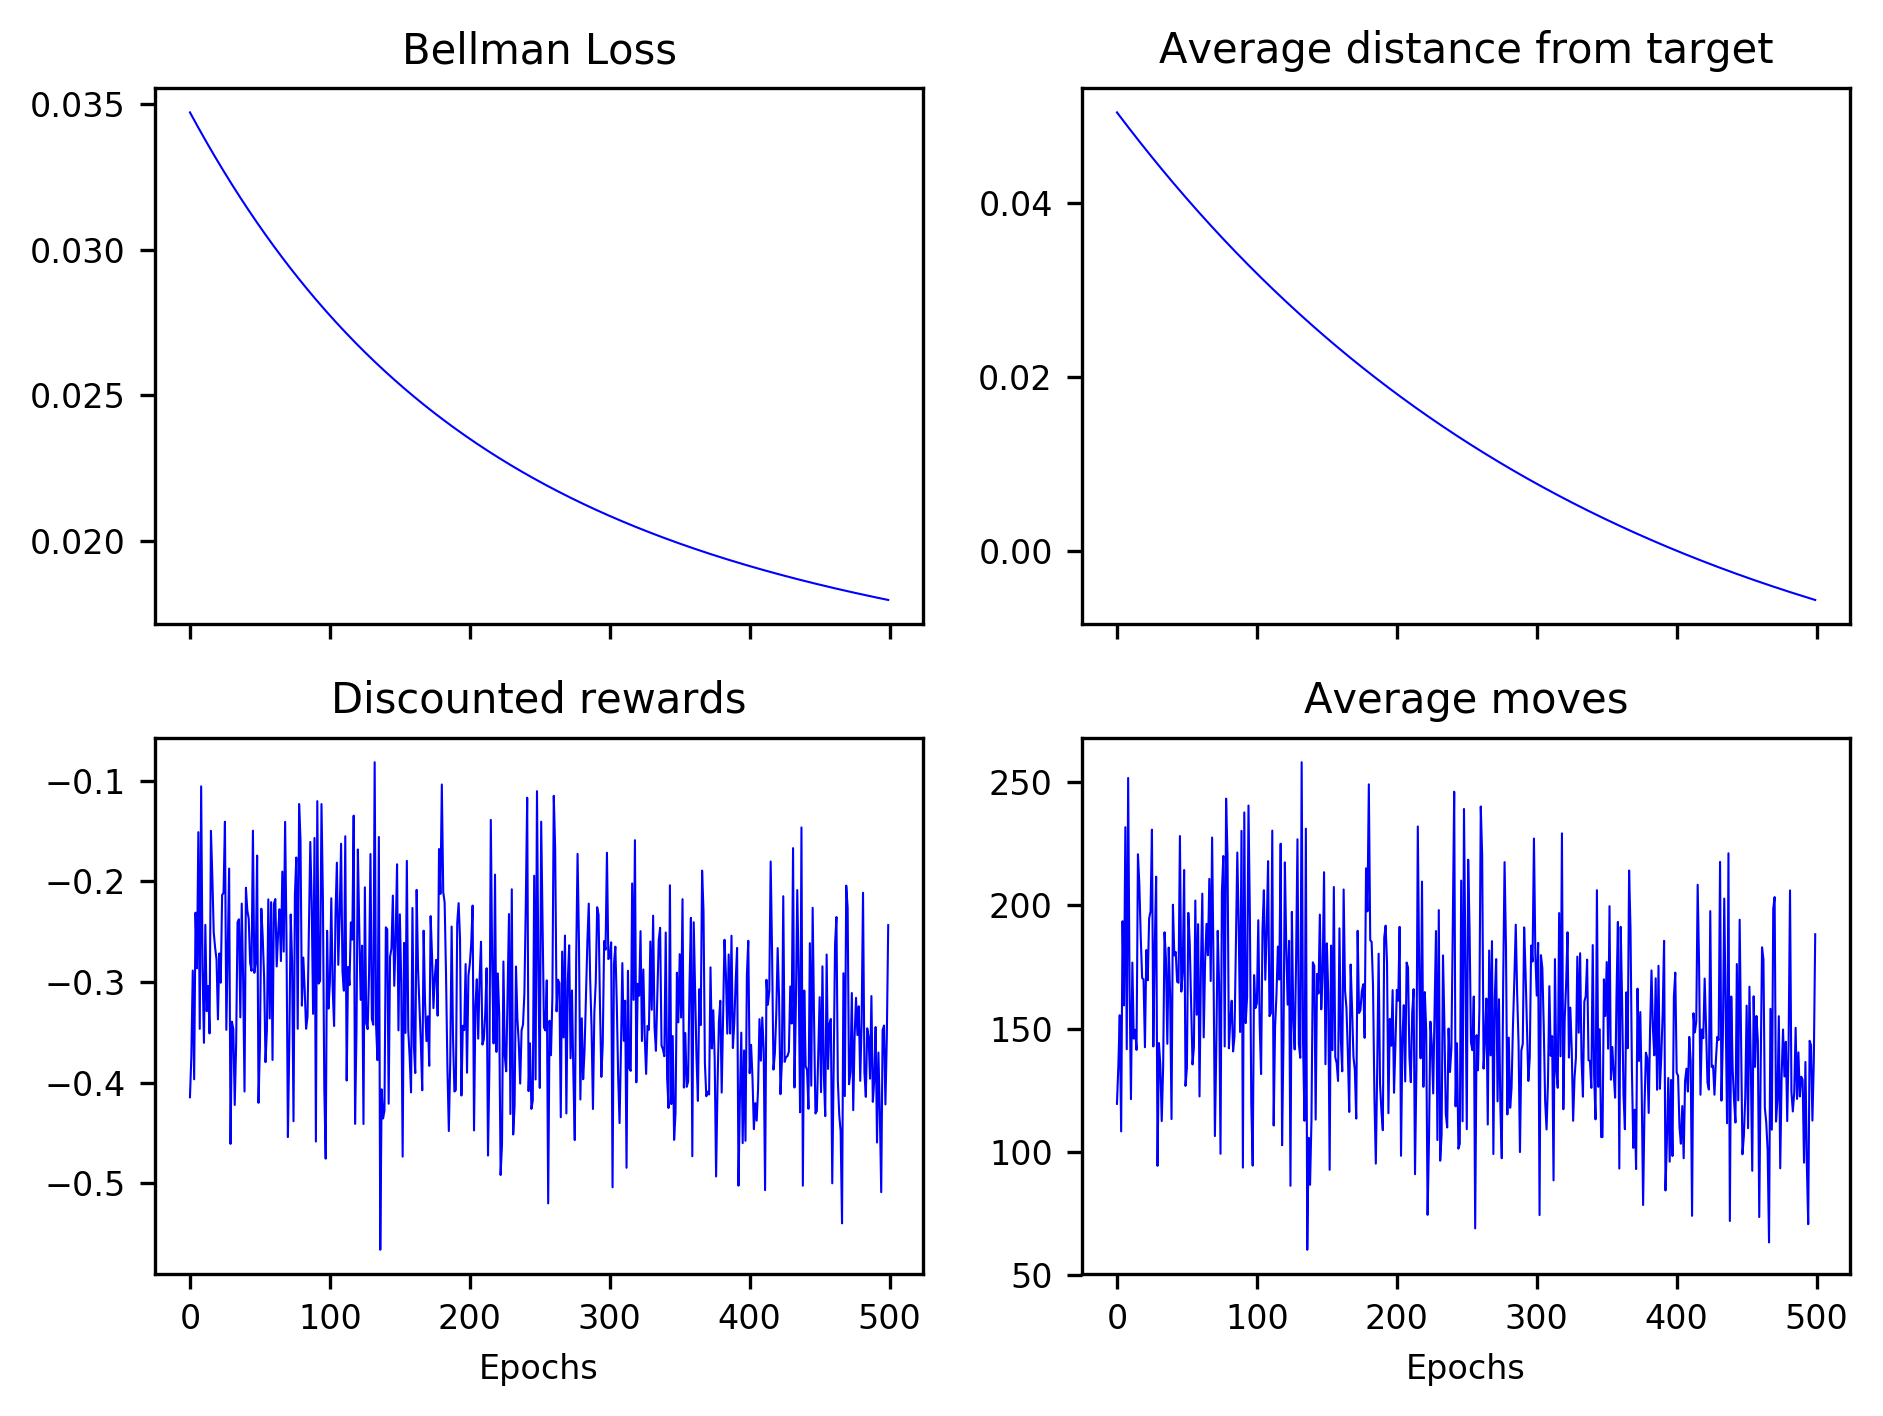 Bellman Loss
0.035
0.030
0.025
0.020
Average distance from target
0.04
0.02
0.00
Discounted rewards
−0.1
−0.2
−0.3
−0.4
−0.5
0 100 200 300 400 500
Epochs
Average moves
250
200
150
100
50
0 100 200 300 400 500
Epochs